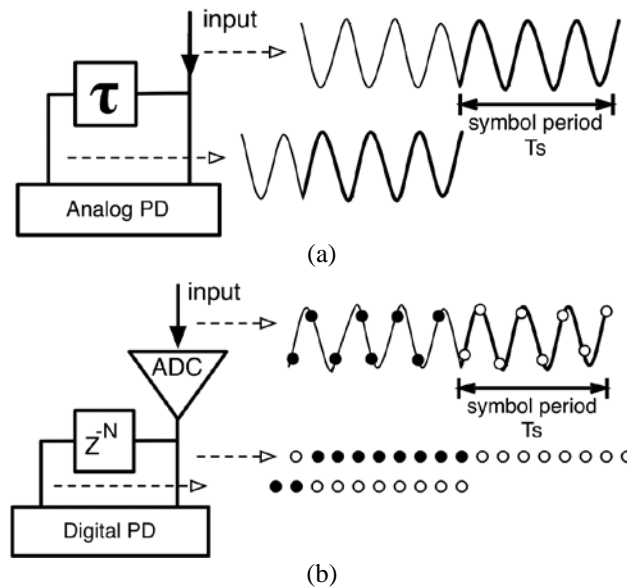 input
τ
symbol period
Ts
Analog PD
(a)
input
ADC
symbol period
Ts
Z-N
Digital PD
(b)